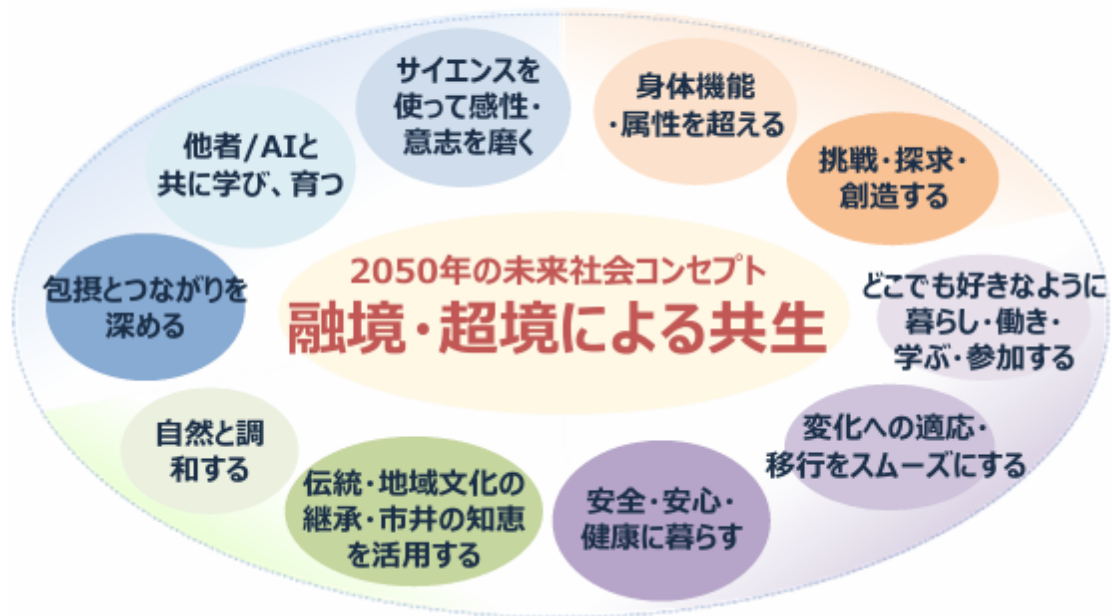 サイエンスを
使って感性・
意志を磨く
身体機能
・属性を超える
挑戦・探求・
創造する
どこでも好きなように
暮らし・働き・
学ぶ・参加する
変化への適応・
移行をスムーズにする
安全・安心・
健康に暮らす
伝統・地域文化の
継承・市井の知恵
を活用する
自然と調
和する
包摂とつながりを
深める
他者/AIと
共に学び、育つ
2050年の未来社会コンセプト
融境・超境による共生